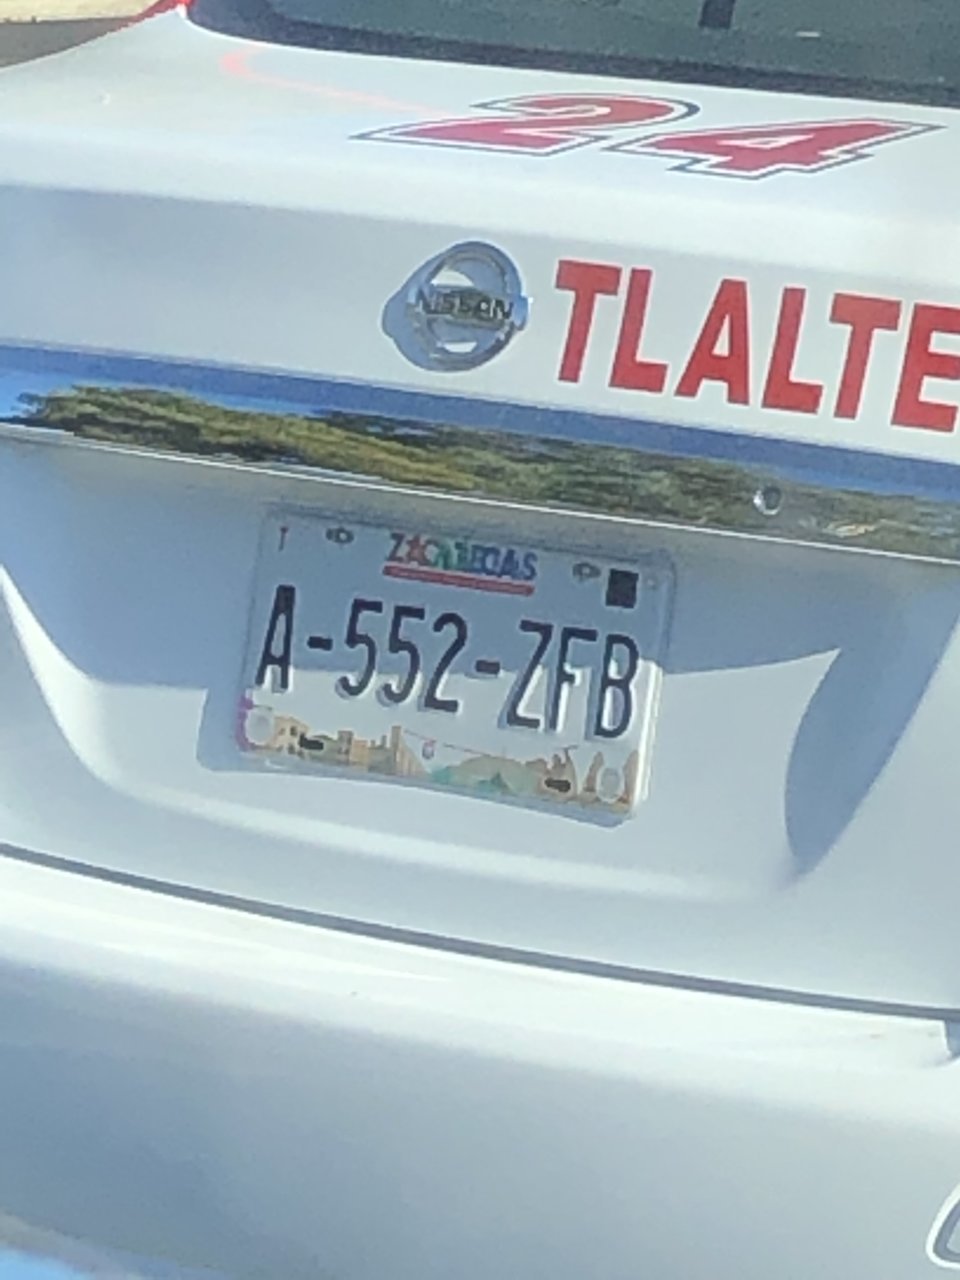 24
NISSAN
TLALTE
ZACATECAS
A-552-ZFB